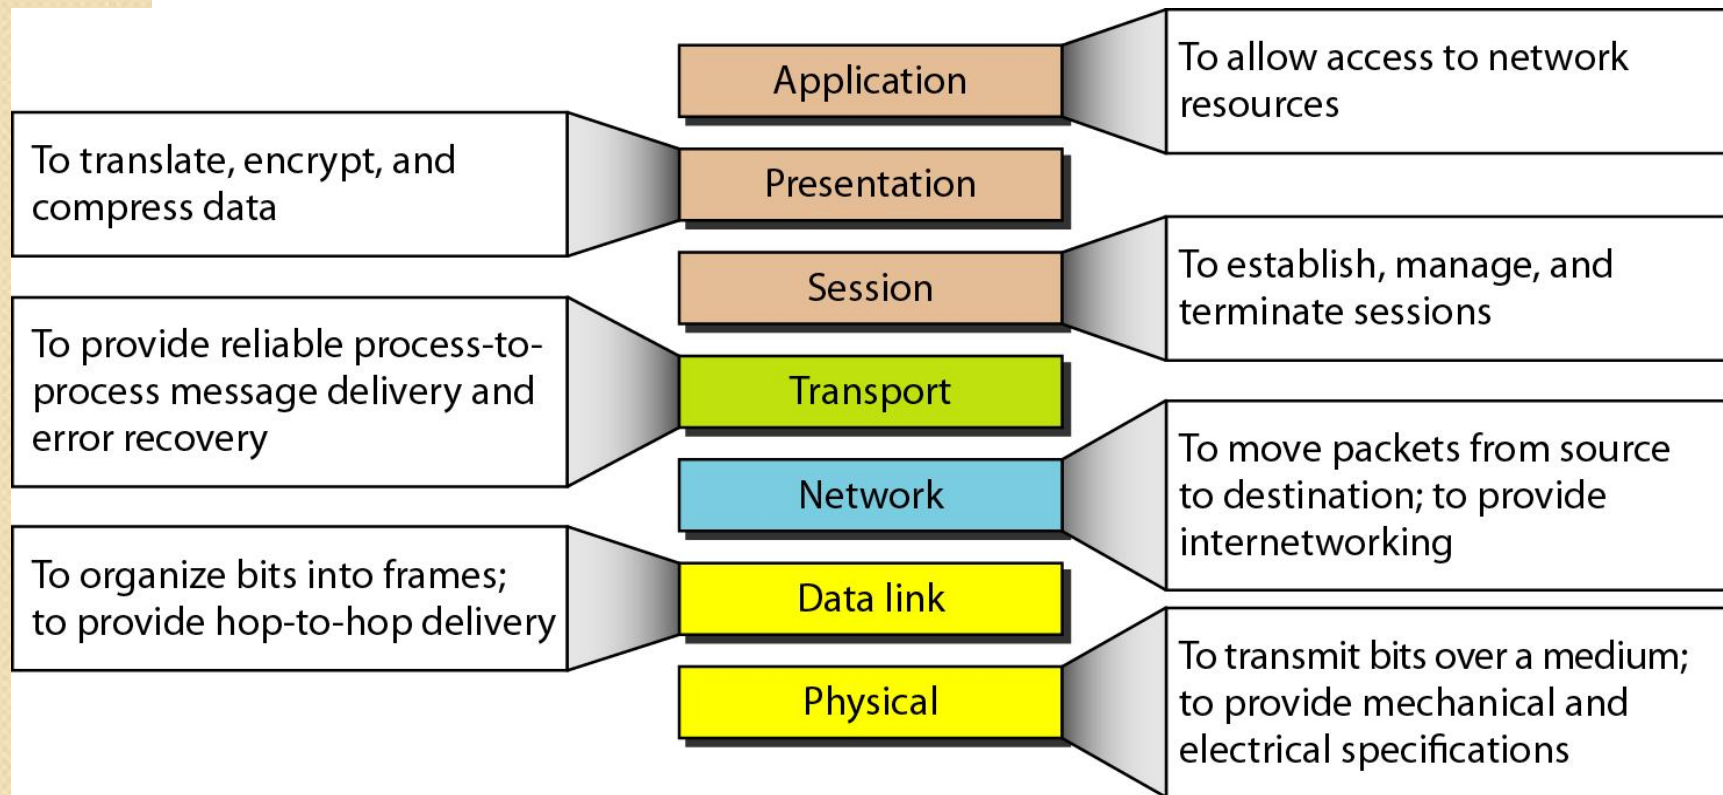 Application
To allow access to network
resources
To translate, encrypt, and
compress data
Presentation
Session
To establish, manage, and
terminate sessions
To provide reliable process-to-
process message delivery and
error recovery
Transport
Network
To move packets from source
to destination; to provide
internetworking
To organize bits into frames;
to provide hop-to-hop delivery
Data link
Physical
To transmit bits over a medium;
to provide mechanical and
electrical specifications